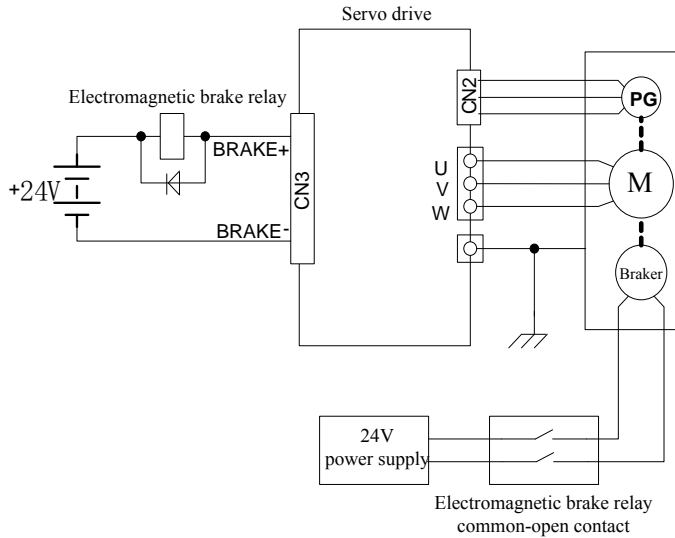 Servo drive
Electromagnetic brake relay
CN2
PG
BRAKE+
+24V
CN3
U
V
W
M
BRAKE-
Braker
24V
power supply
Electromagnetic brake relay
common-open contact